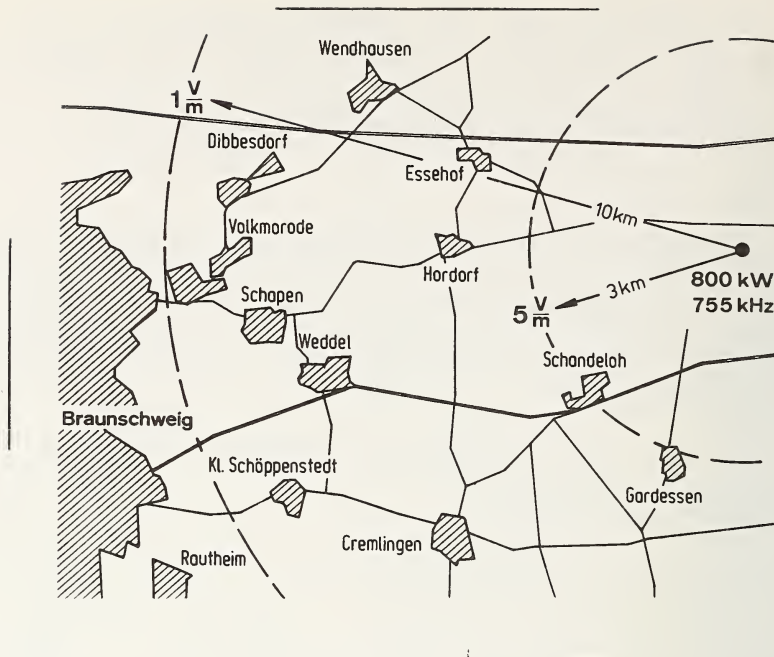 Wendhausen
1 V/m
Dibbesdorf
Essehof
10km
Volkmorode
Hordorf
800 kW
755 kHz
3km
5 V/m
Schapen
Weddel
Schandeloh
Braunschweig
Kl. Schöppenstedt
Gardessen
Cremlingen
Rautheim